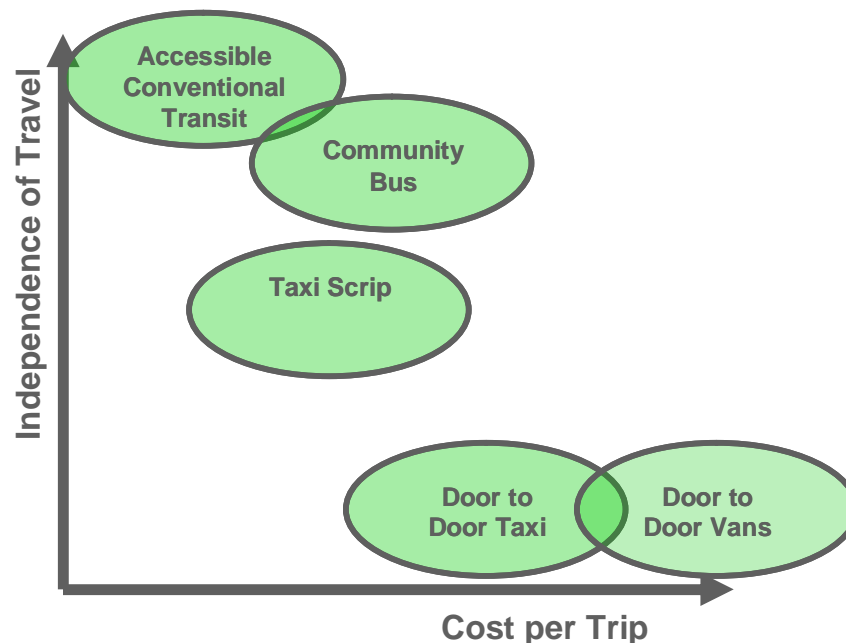 Accessible
Conventional
Transit
Community
Bus
Independence of Travel
Taxi Scrip
Door to
Door Taxi
Door to
Door Vans
Cost per Trip